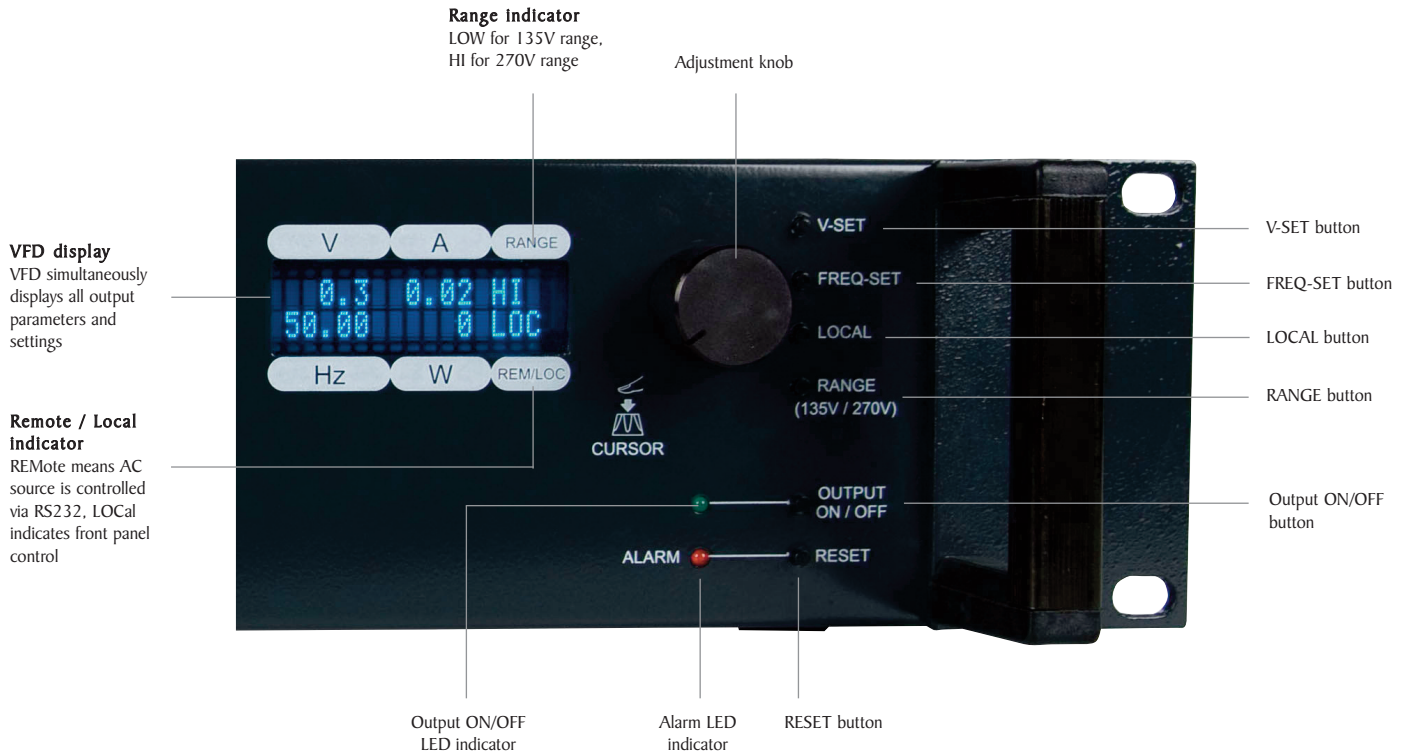 Range indicator
LOW for 135V range,
HI for 270V range
Adjustment knob
VFD display
VFD simultaneously
displays all output
parameters and
settings
Remote / Local
indicator
REMote means AC
source is controlled
via RS232, LOCal
indicates front panel
control
V A RANGE
0.3 0.02 HI
50.00 0 LOC
Hz W REM/LOC
CURSOR
V-SET
FREQ-SET
LOCAL
RANGE
(135V / 270V)
OUTPUT
ON / OFF
ALARM RESET
V-SET button
FREQ-SET button
LOCAL button
RANGE button
Output ON/OFF
button
Output ON/OFF
LED indicator
Alarm LED
indicator
RESET button